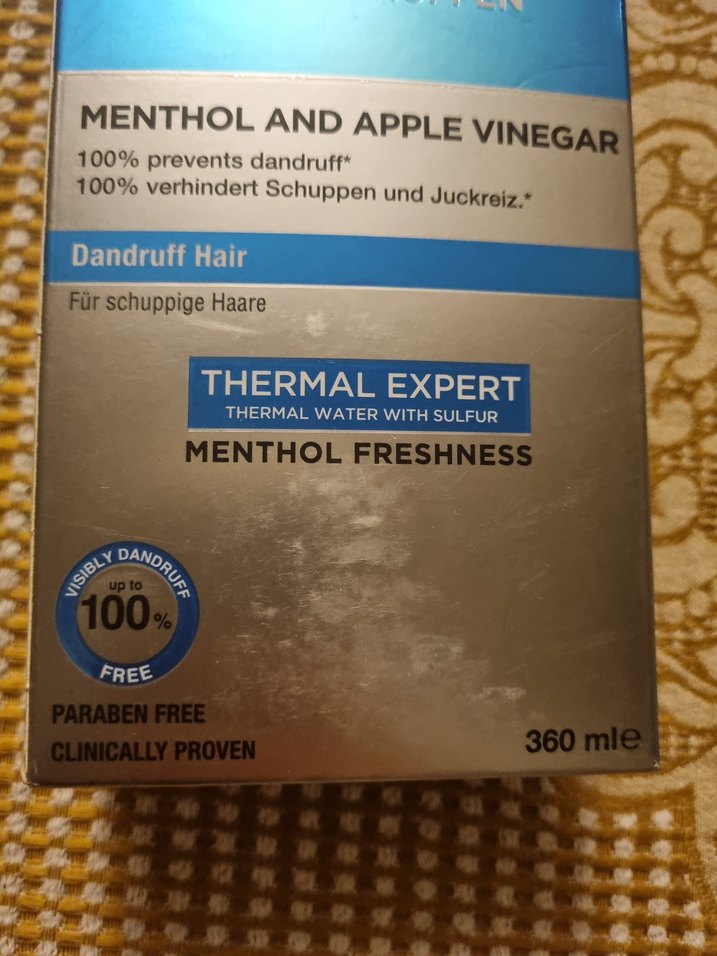 MENTHOL AND APPLE VINEGAR
100% prevents dandruff*
100% verhindert Schuppen und Juckreiz.*
Dandruff Hair
Für schuppige Haare
THERMAL EXPERT
THERMAL WATER WITH SULFUR
MENTHOL FRESHNESS
VISIBLY DANDRUFF
up to
100%
FREE
PARABEN FREE
CLINICALLY PROVEN
360 ml℮